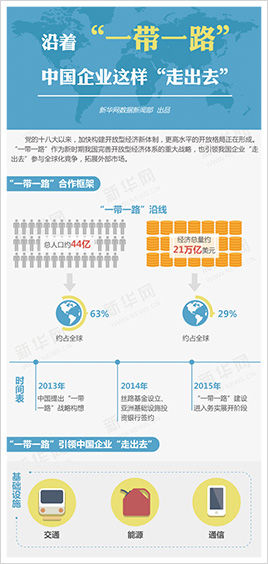 沿着“一带一路”
中国企业这样“走出去”
新华网数据新闻部 出品
党的十八大以来，加快构建开放型经济新体制，更高水平的开放格局正在形成。
“一带一路”作为新时期我国完善开放型经济体系的重大战略，也引领我国企业“走
出去”参与全球化竞争，拓展外部市场。
“一带一路”合作框架
“一带一路”沿线
总人口约44亿
经济总量约
21万亿美元
63%
约占全球
29%
约占全球
时间表
2013年
中国提出“一带
一路”战略构想
2014年
丝路基金设立、
亚洲基础设施投
资银行签约
2015年
“一带一路”建设
进入务实展开阶段
“一带一路”引领中国企业“走出去”
基础设施
交通
能源
通信
新华网